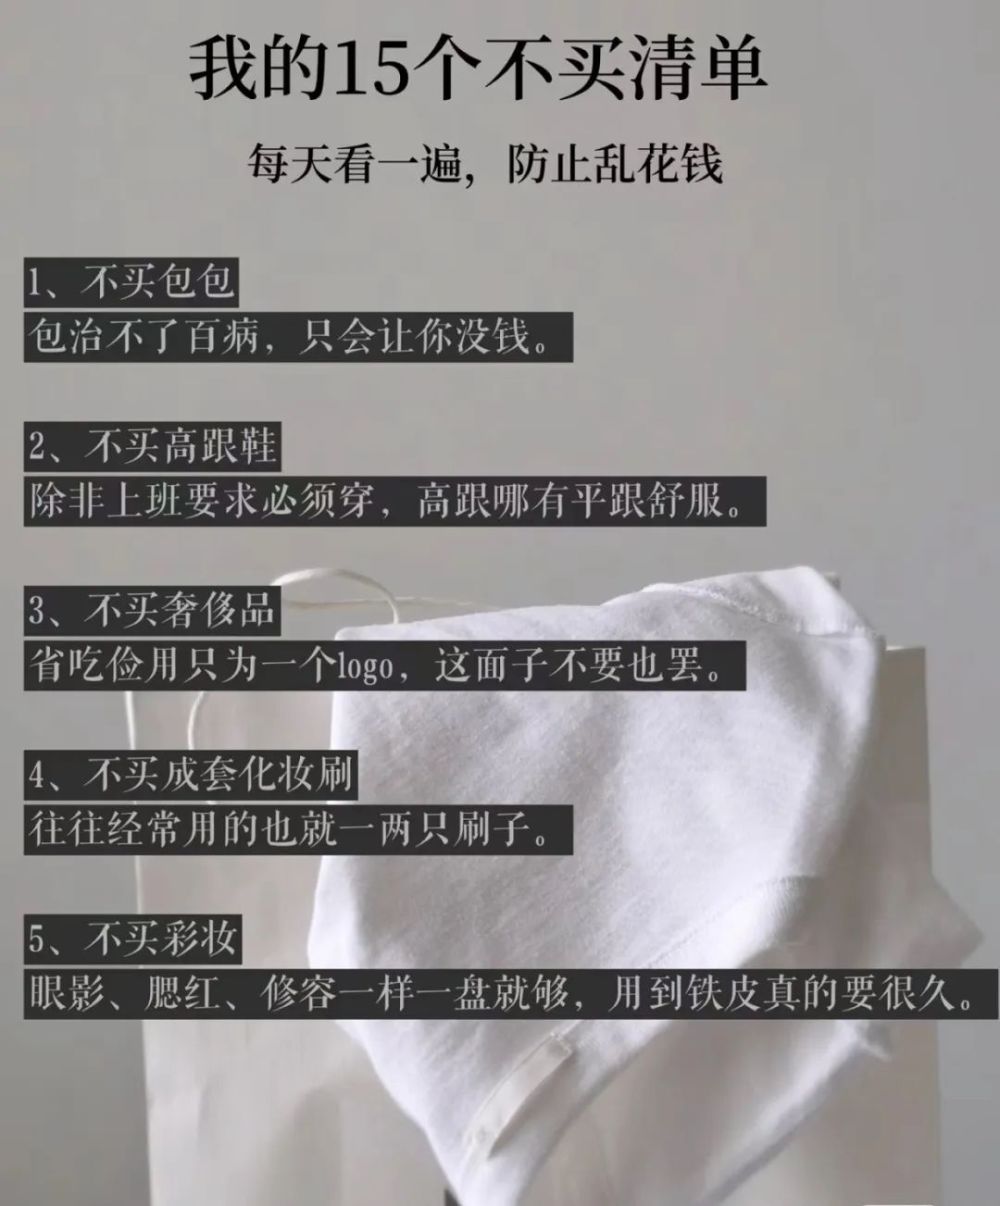 我的15个不买清单
每天看一遍，防止乱花钱
1、不买包包
包治不了百病，只会让你没钱。
2、不买高跟鞋
除非上班要求必须穿，高跟哪有平跟舒服。
3、不买奢侈品
省吃俭用只为一个logo，这面子不要也罢。
4、不买成套化妆刷
往往经常用的也就一两只刷子。
5、不买彩妆
眼影、腮红、修容一样一盘就够，用到铁皮真的要很久。